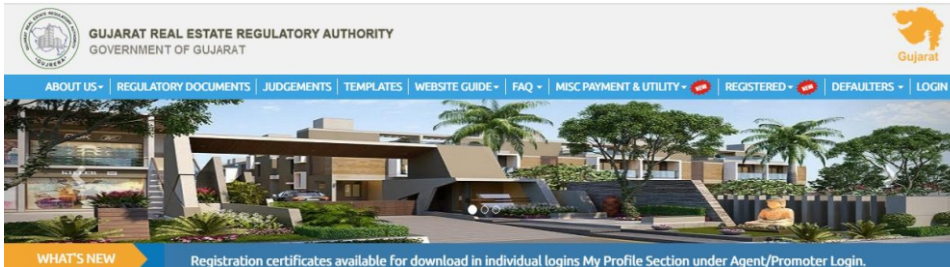 GUJARAT REAL ESTATE REGULATORY AUTHORITY
GOVERNMENT OF GUJARAT
Gujarat
ABOUT US REGULATORY DOCUMENTS JUDGEMENTS TEMPLATES WEBSITE GUIDE FAQ MISC PAYMENT & UTILITY NEW REGISTERED NEW DEFAULTERS LOGIN
WHAT'S NEW Registration certificates available for download in individual logins My Profile Section under Agent/Promoter Login.